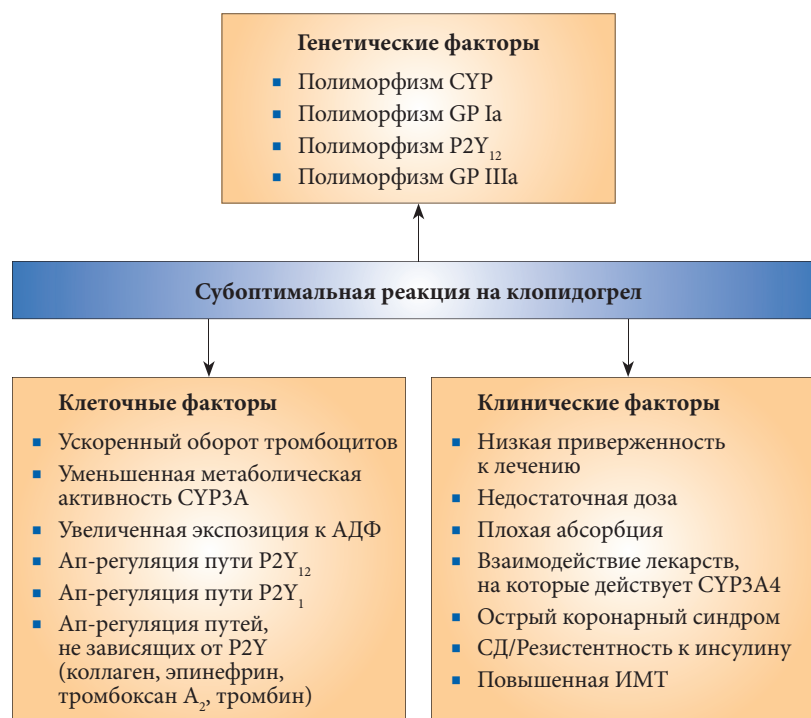 Генетические факторы
▪ Полиморфизм CYP
▪ Полиморфизм GP Ia
▪ Полиморфизм P2Y₁₂
▪ Полиморфизм GP IIIa
Субоптимальная реакция на клопидогрел
Клеточные факторы
▪ Ускоренный оборот тромбоцитов
▪ Уменьшенная метаболическая
активность CYP3A
▪ Увеличенная экспозиция к АДФ
▪ Ап-регуляция пути P2Y₁₂
▪ Ап-регуляция пути P2Y₁
▪ Ап-регуляция путей,
не зависящих от P2Y
(коллаген, эпинефрин,
тромбоксан A₂, тромбин)
Клинические факторы
▪ Низкая приверженность
к лечению
▪ Недостаточная доза
▪ Плохая абсорбция
▪ Взаимодействие лекарств,
на которые действует CYP3A4
▪ Острый коронарный синдром
▪ СД/Резистентность к инсулину
▪ Повышенная ИМТ